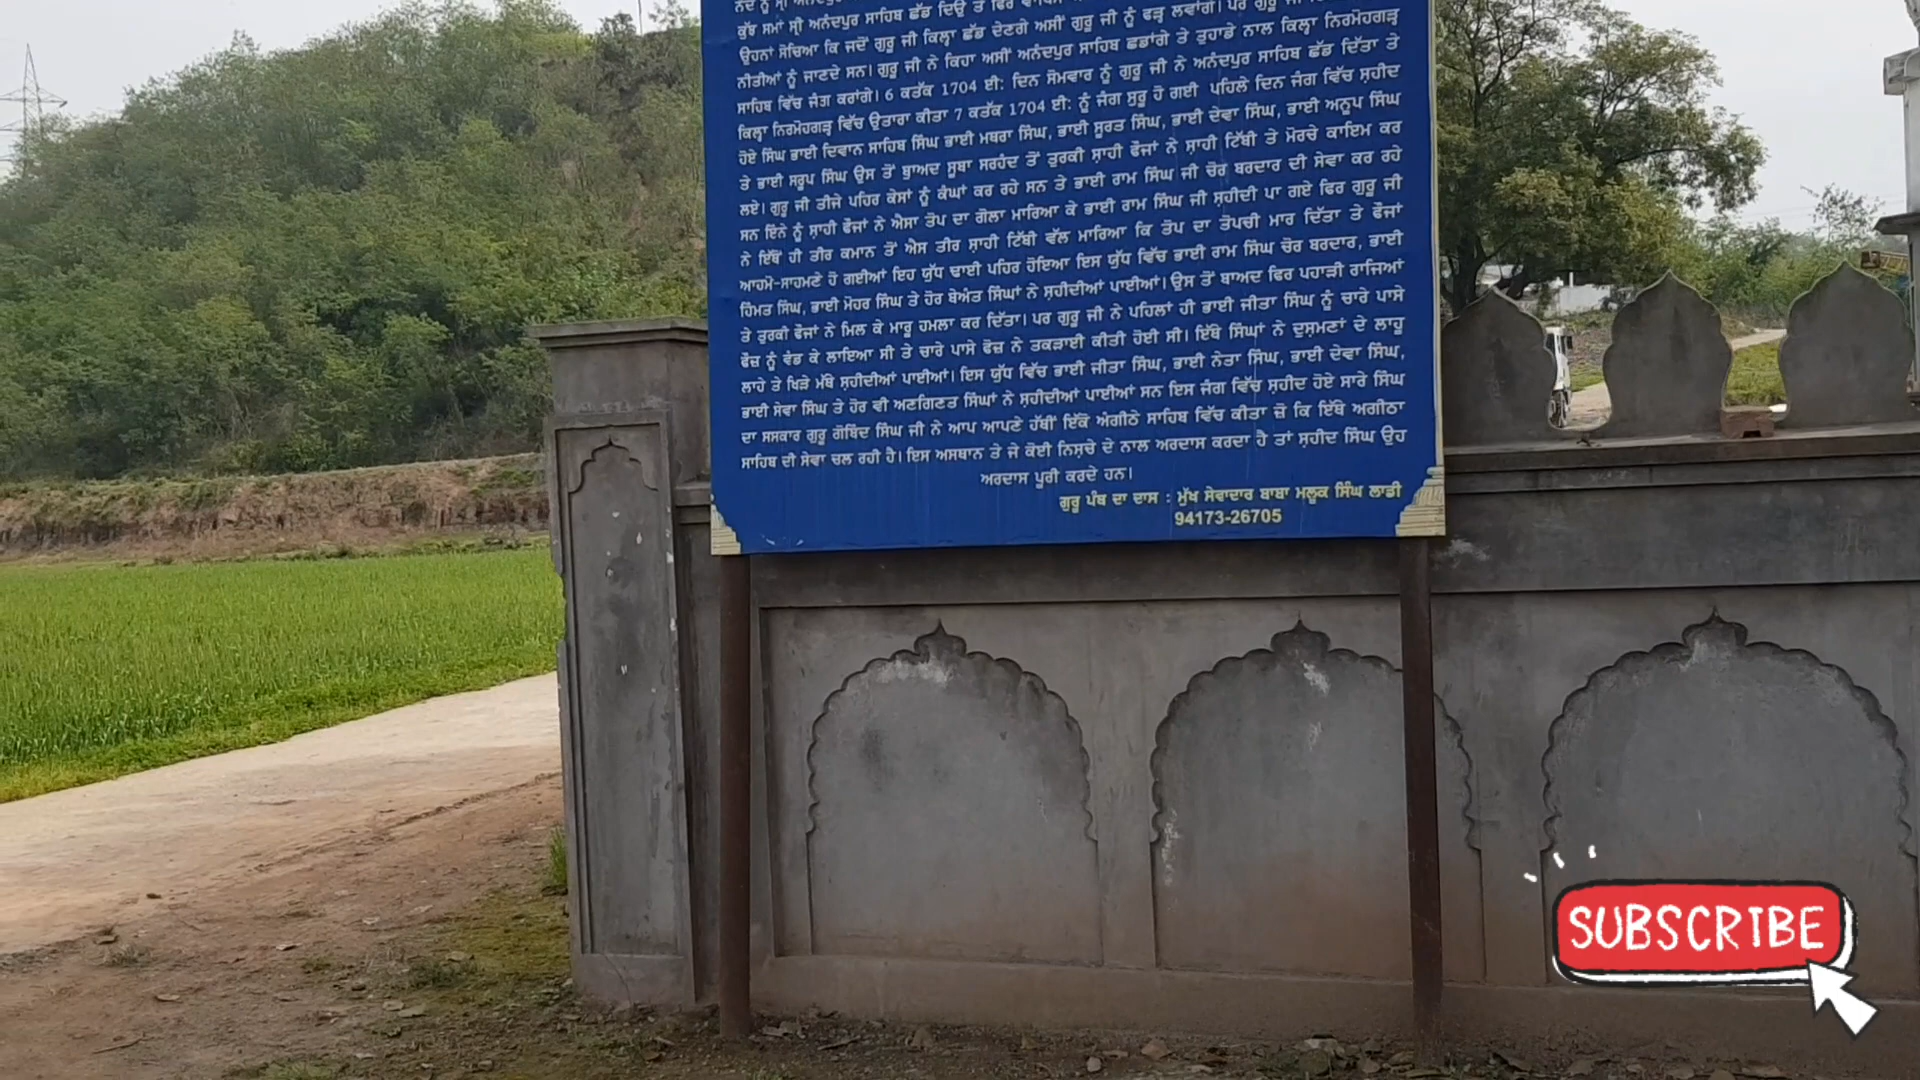 ਕੁੱਝ ਸਮਾਂ ਸ੍ਰੀ ਅਨੰਦਪੁਰ ਸਾਹਿਬ ਛੱਡ ਦਿਉ ਤੇ ਫਿਰ
ਉਹਨਾਂ ਸੋਚਿਆ ਕਿ ਜਦੋਂ ਗੁਰੂ ਜੀ ਕਿਲ੍ਹਾ ਛੱਡ ਦੇਣਗੇ ਅਸੀਂ ਗੁਰੂ ਜੀ ਨੂੰ ਫੜ੍ਹ ਲਵਾਂਗੇ। ਪਰ ਗੁਰੂ ਜੀ
ਨੀਤੀਆਂ ਨੂੰ ਜਾਣਦੇ ਸਨ। ਗੁਰੂ ਜੀ ਨੇ ਕਿਹਾ ਅਸੀਂ ਅਨੰਦਪੁਰ ਸਾਹਿਬ ਛਡਾਂਗੇ ਤੇ ਤੁਹਾਡੇ ਨਾਲ ਕਿਲ੍ਹਾ ਨਿਰਮੋਹਗੜ੍ਹ
ਸਾਹਿਬ ਵਿੱਚ ਜੰਗ ਕਰਾਂਗੇ। 6 ਕਤੱਕ 1704 ਈ: ਦਿਨ ਸੋਮਵਾਰ ਨੂੰ ਗੁਰੂ ਜੀ ਨੇ ਅਨੰਦਪੁਰ ਸਾਹਿਬ ਛੱਡ ਦਿੱਤਾ ਤੇ
ਕਿਲ੍ਹਾ ਨਿਰਮੋਹਗੜ੍ਹ ਵਿੱਚ ਉਤਾਰਾ ਕੀਤਾ 7 ਕਤੱਕ 1704 ਈ: ਨੂੰ ਜੰਗ ਸ਼ੁਰੂ ਹੋ ਗਈ ਪਹਿਲੇ ਦਿਨ ਜੰਗ ਵਿੱਚ ਸ਼ਹੀਦ
ਹੋਏ ਸਿੰਘ ਭਾਈ ਦਿਵਾਨ ਸਾਹਿਬ ਸਿੰਘ ਭਾਈ ਮਥਰਾ ਸਿੰਘ, ਭਾਈ ਸੂਰਤ ਸਿੰਘ, ਭਾਈ ਦੇਵਾ ਸਿੰਘ, ਭਾਈ ਅਨੂਪ ਸਿੰਘ
ਤੇ ਭਾਈ ਸਰੂਪ ਸਿੰਘ ਉਸ ਤੋਂ ਬਾਅਦ ਸੂਬਾ ਸਰਹੰਦ ਤੋਂ ਤੁਰਕੀ ਸ਼ਾਹੀ ਫੌਜਾਂ ਨੇ ਸ਼ਾਹੀ ਟਿੱਬੀ ਤੇ ਮੋਰਚੇ ਕਾਇਮ ਕਰ
ਲਏ। ਗੁਰੂ ਜੀ ਤੀਜੇ ਪਹਿਰ ਕੇਸਾਂ ਨੂੰ ਕੰਘਾਂ ਕਰ ਰਹੇ ਸਨ ਤੇ ਭਾਈ ਰਾਮ ਸਿੰਘ ਜੀ ਚੋਰ ਬਰਦਾਰ ਦੀ ਸੇਵਾ ਕਰ ਰਹੇ
ਸਨ ਇੰਨੇ ਨੂੰ ਸ਼ਾਹੀ ਫੌਜਾਂ ਨੇ ਐਸਾ ਤੋਪ ਦਾ ਗੋਲਾ ਮਾਰਿਆ ਕੇ ਭਾਈ ਰਾਮ ਸਿੰਘ ਜੀ ਸ਼ਹੀਦੀ ਪਾ ਗਏ ਫਿਰ ਗੁਰੂ ਜੀ
ਨੇ ਇੱਥੋਂ ਹੀ ਤੀਰ ਕਮਾਨ ਤੋਂ ਐਸ ਤੀਰ ਸ਼ਾਹੀ ਟਿੱਬੀ ਵੱਲ ਮਾਰਿਆ ਕਿ ਤੋਪ ਦਾ ਤੋਪਚੀ ਮਾਰ ਦਿੱਤਾ ਤੇ ਫੌਜਾਂ
ਆਹਮੋ-ਸਾਹਮਣੇ ਹੋ ਗਈਆਂ ਇਹ ਯੁੱਧ ਢਾਈ ਪਹਿਰ ਹੋਇਆ ਇਸ ਯੁੱਧ ਵਿੱਚ ਭਾਈ ਰਾਮ ਸਿੰਘ ਚੋਰ ਬਰਦਾਰ, ਭਾਈ
ਹਿੰਮਤ ਸਿੰਘ, ਭਾਈ ਮੋਹਰ ਸਿੰਘ ਤੇ ਹੋਰ ਬੇਅੰਤ ਸਿੰਘਾਂ ਨੇ ਸ਼ਹੀਦੀਆਂ ਪਾਈਆਂ। ਉਸ ਤੋਂ ਬਾਅਦ ਫਿਰ ਪਹਾੜੀ ਰਾਜਿਆਂ
ਤੇ ਤੁਰਕੀ ਫੌਜਾਂ ਨੇ ਮਿਲ ਕੇ ਮਾਰੂ ਹਮਲਾ ਕਰ ਦਿੱਤਾ। ਪਰ ਗੁਰੂ ਜੀ ਨੇ ਪਹਿਲਾਂ ਹੀ ਭਾਈ ਜੀਤਾ ਸਿੰਘ ਨੂੰ ਚਾਰੇ ਪਾਸੇ
ਫੌਜ਼ ਨੂੰ ਵੰਡ ਕੇ ਲਾਇਆ ਸੀ ਤੇ ਚਾਰੇ ਪਾਸੇ ਫੋਜ਼ ਨੇ ਤਕੜਾਈ ਕੀਤੀ ਹੋਈ ਸੀ। ਇੱਥੇ ਸਿੰਘਾਂ ਨੇ ਦੁਸ਼ਮਣਾਂ ਦੇ ਲਾਹੂ
ਲਾਹੇ ਤੇ ਖਿੜੇ ਮੱਥੇ ਸ਼ਹੀਦੀਆਂ ਪਾਈਆਂ। ਇਸ ਯੁੱਧ ਵਿੱਚ ਭਾਈ ਜੀਤਾ ਸਿੰਘ, ਭਾਈ ਨੇਤਾ ਸਿੰਘ, ਭਾਈ ਦੇਵਾ ਸਿੰਘ,
ਭਾਈ ਸੇਵਾ ਸਿੰਘ ਤੇ ਹੋਰ ਵੀ ਅਣਗਿਣਤ ਸਿੰਘਾਂ ਨੇ ਸ਼ਹੀਦੀਆਂ ਪਾਈਆਂ ਸਨ ਇਸ ਜੰਗ ਵਿੱਚ ਸ਼ਹੀਦ ਹੋਏ ਸਾਰੇ ਸਿੰਘ
ਦਾ ਸਸਕਾਰ ਗੁਰੂ ਗੋਬਿੰਦ ਸਿੰਘ ਜੀ ਨੇ ਆਪ ਆਪਣੇ ਹੱਥੀਂ ਇੱਕੋ ਅੰਗੀਠੇ ਸਾਹਿਬ ਵਿੱਚ ਕੀਤਾ ਜ਼ੋ ਕਿ ਇੱਥੇ ਅਗੀਠਾ
ਸਾਹਿਬ ਦੀ ਸੇਵਾ ਚਲ ਰਹੀ ਹੈ। ਇਸ ਅਸਥਾਨ ਤੇ ਜੇ ਕੋਈ ਨਿਸ਼ਚੇ ਦੇ ਨਾਲ ਅਰਦਾਸ ਕਰਦਾ ਹੈ ਤਾਂ ਸ਼ਹੀਦ ਸਿੰਘ ਉਹ
ਅਰਦਾਸ ਪੂਰੀ ਕਰਦੇ ਹਨ।
ਗੁਰੂ ਪੰਥ ਦਾ ਦਾਸ : ਮੁੱਖ ਸੇਵਾਦਾਰ ਬਾਬਾ ਮਲੂਕ ਸਿੰਘ ਲਾਡੀ
94173-26705
SUBSCRIBE